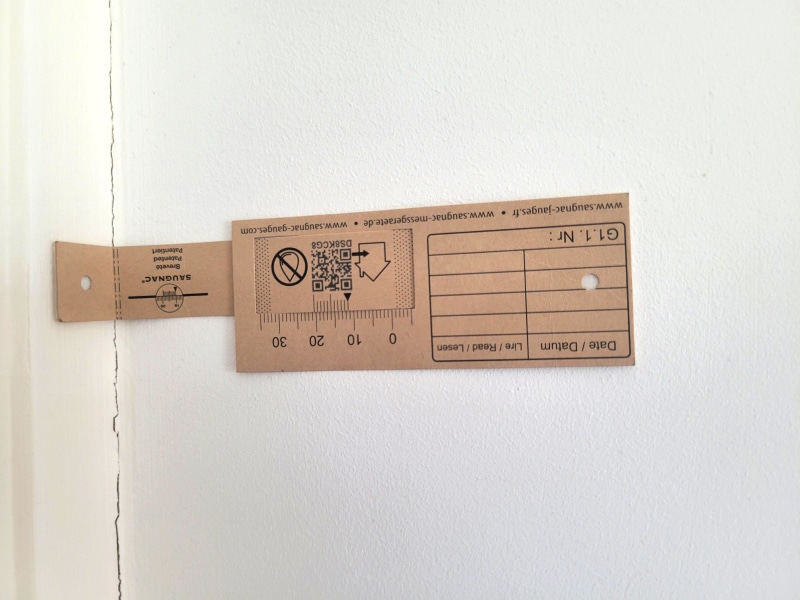 www.saugnac-jauges.fr • www.saugnac-messgeraete.de • www.saugnac-gauges.com
Date / Datum
Lire / Read / Lesen
G1.1. Nr :
0 10 20 30
DS8KCG8
SAUGNAC®
Breveté
Patented
Patentiert